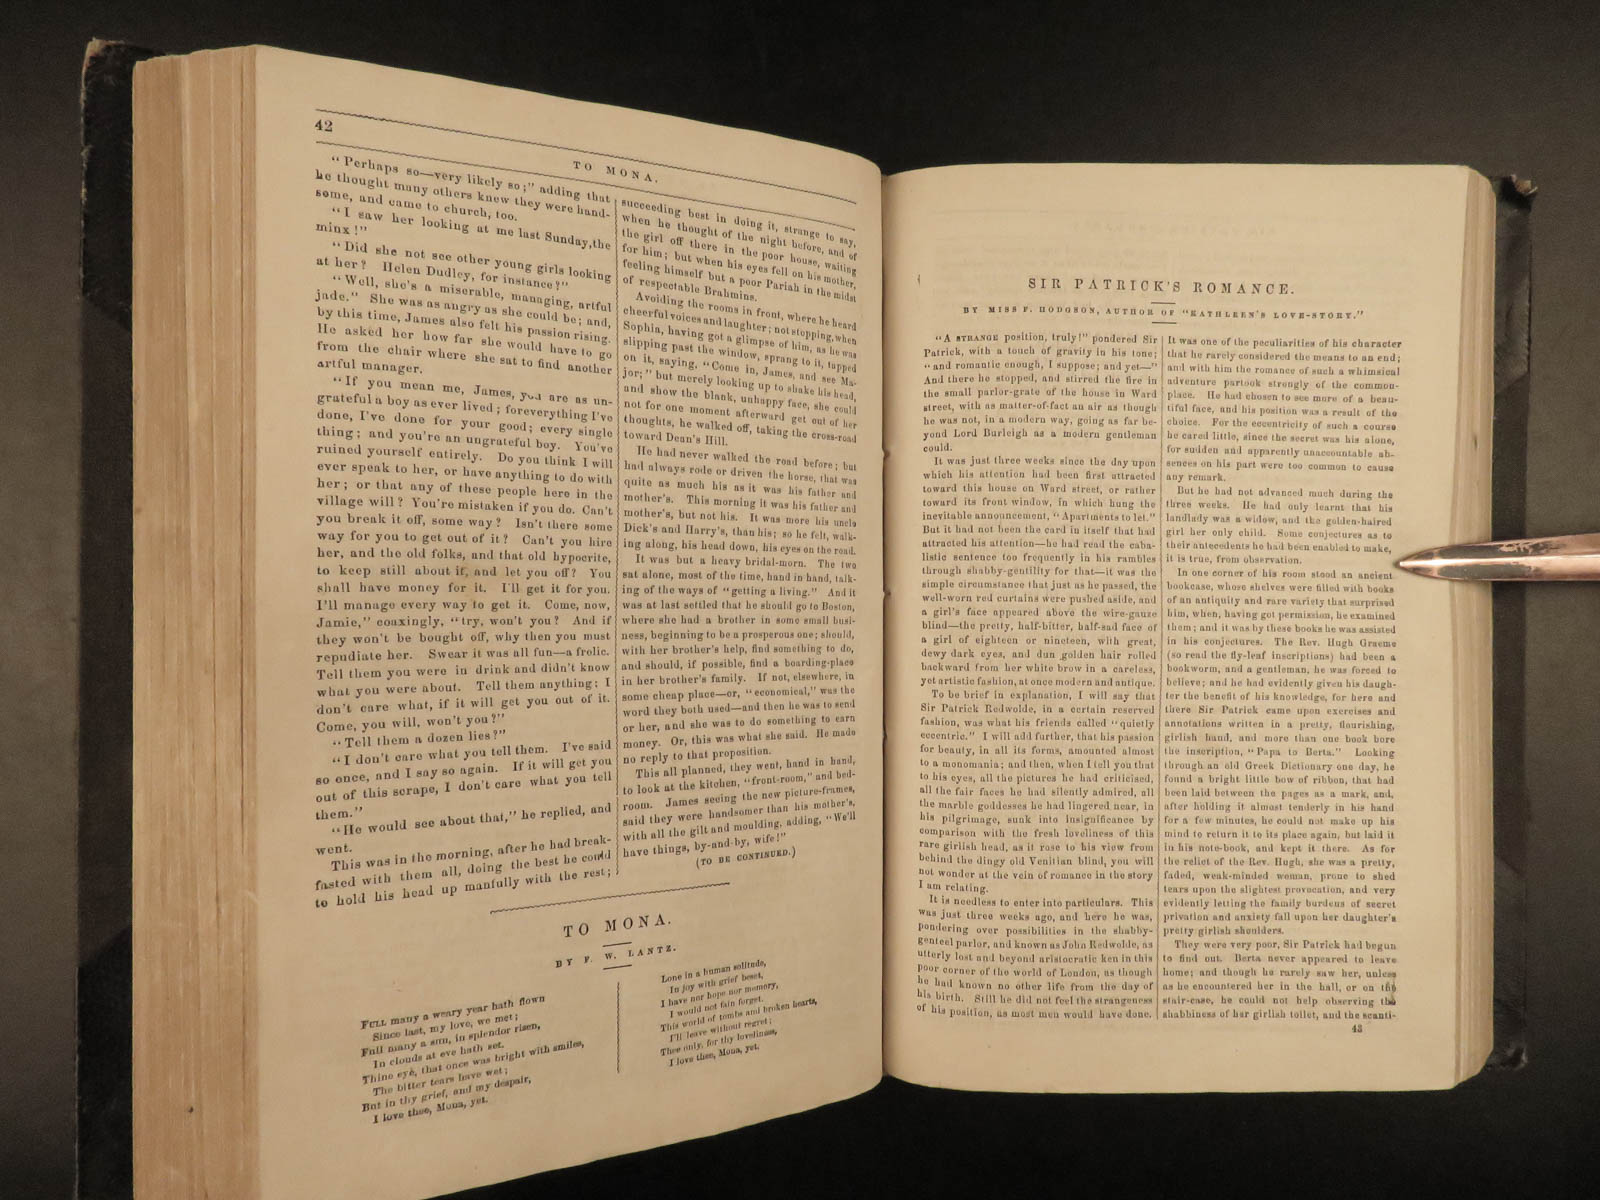 42
TO MONA.
"Perhaps so—very likely so;" adding that
he thought many others knew they were hand-
some, and came to church, too.
"I saw her looking at me last Sunday,the
minx!"
"Did she not see other young girls looking
at her? Helen Dudley, for instance?"
"Well, she's a miserable, managing, artful
jade." She was as angry as she could be; and,
by this time, James also felt his passion rising.
He asked her how far she would have to go
from the chair where she sat to find another
artful manager.
"If you mean me, James, you are as un-
grateful a boy as ever lived; foreverything I've
done, I've done for your good; every single
thing; and you're an ungrateful boy. You've
ruined yourself entirely. Do you think I will
ever speak to her, or have anything to do with
her; or that any of these people here in the
village will? You're mistaken if you do. Can't
you break it off, some way? Isn't there some
way for you to get out of it? Can't you hire
her, and the old folks, and that old hypocrite,
to keep still about it, and let you off? You
shall have money for it. I'll get it for you.
I'll manage every way to get it. Come, now,
Jamie," coaxingly, "try, won't you? And if
they won't be bought off, why then you must
repudiate her. Swear it was all fun—a frolic.
Tell them you were in drink and didn't know
what you were about. Tell them anything; I
don't care what, if it will get you out of it.
Come, you will, won't you?"
"Tell them a dozen lies?"
"I don't care what you tell them. I've said
so once, and I say so again. If it will get you
out of this scrape, I don't care what you tell
them."
"He would see about that," he replied, and
went.
This was in the morning, after he had break-
fasted with them all, doing the best he could
to hold his head up manfully with the rest;
succeeding best in doing it, strange to say,
when he thought of the night before, and of
the girl off there in the poor house, waiting
for him; but when his eyes fell on his mother,
feeling himself but a poor Pariah in the midst
of respectable Brahmins.
Avoiding the rooms in front, where he heard
cheerful voices and laughter; not stopping, when
Sophia, having got a glimpse of him, as he was
slipping past the window, sprang to it, tapped
on it, saying, "Come in, James, and see Ma-
jor;" but merely looking up to shake his head,
and show the blank, unhappy face, she could
not for one moment afterward get out of her
thoughts, he walked off, taking the cross-road
toward Dean's Hill.
He had never walked the road before; but
had always rode or driven the horse, that was
quite as much his as it was his father and
mother's. This morning it was his father and
mother's, but not his. It was more his uncle
Dick's and Harry's, than his; so he felt, walk-
ing along, his head down, his eyes on the road.
It was but a heavy bridal-morn. The two
sat alone, most of the time, hand in hand, talk-
ing of the ways of "getting a living." And it
was at last settled that he should go to Boston,
where she had a brother in some small busi-
ness, beginning to be a prosperous one; should,
with her brother's help, find something to do,
and should, if possible, find a boarding-place
in her brother's family. If not, elsewhere, in
some cheap place—or, "economical," was the
word they both used—and then he was to send
or her, and she was to do something to earn
money. Or, this was what she said. He made
no reply to that proposition.
This all planned, they went, hand in hand,
to look at the kitchen, "front-room," and bed-
room. James seeing the new picture-frames,
said they were handsomer than his mother's,
with all the gilt and moulding, adding, "We'll
have things, by-and-by, wife!"
(TO BE CONTINUED.)
TO MONA.
BY F. W. LANTZ.
FULL many a weary year hath flown
Since last, my love, we met;
Full many a sun, in splendor risen,
In clouds at eve hath set.
Thine eye, that once was bright with smiles,
The bitter tears have wet;
But in thy grief, and my despair,
I love thee, Mona, yet.
Lone in a human solitude,
In joy with grief beset,
I have nor hope nor memory,
I would not fain forget.
This world of tombs and broken hearts,
I'll leave without regret;
Thee only, for thy loveliness,
I love thee, Mona, yet.
SIR PATRICK'S ROMANCE.
BY MISS F. HODGSON, AUTHOR OF "KATHLEEN'S LOVE-STORY."
"A STRANGE position, truly!" pondered Sir
Patrick, with a touch of gravity in his tone;
"and romantic enough, I suppose; and yet—"
And there he stopped, and stirred the fire in
the small parlor-grate of the house in Ward
street, with as matter-of-fact an air as though
he was not, in a modern way, going as far be-
yond Lord Burleigh as a modern gentleman
could.
It was just three weeks since the day upon
which his attention had been first attracted
toward this house on Ward street, or rather
toward its front window, in which hung the
inevitable announcement, "Apartments to let."
But it had not been the card in itself that had
attracted his attention—he had read the caba-
listic sentence too frequently in his rambles
through shabby-gentility for that—it was the
simple circumstance that just as he passed, the
well-worn red curtains were pushed aside, and
a girl's face appeared above the wire-gauze
blind—the pretty, half-bitter, half-sad face of
a girl of eighteen or nineteen, with great,
dewy dark eyes, and dun golden hair rolled
backward from her white brow in a careless,
yet artistic fashion, at once modern and antique.
To be brief in explanation, I will say that
Sir Patrick Redwolde, in a certain reserved
fashion, was what his friends called "quietly
eccentric." I will add further, that his passion
for beauty, in all its forms, amounted almost
to a monomania; and then, when I tell you that
to his eyes, all the pictures he had criticised,
all the fair faces he had silently admired, all
the marble goddesses he had lingered near, in
his pilgrimage, sunk into insignificance by
comparison with the fresh loveliness of this
rare girlish head, as it rose to his view from
behind the dingy old Venitian blind, you will
not wonder at the vein of romance in the story
I am relating.
It is needless to enter into particulars. This
was just three weeks ago, and here he was,
pondering over possibilities in the shabby-
genteel parlor, and known as John Redwolde, as
utterly lost and beyond aristocratic ken in this
poor corner of the world of London, as though
he had known no other life from the day of
his birth. Still he did not feel the strangeness
of his position, as most men would have done.
It was one of the peculiarities of his character
that he rarely considered the means to an end;
and with him the romance of such a whimsical
adventure partook strongly of the common-
place. He had chosen to see more of a beau-
tiful face, and his position was a result of the
choice. For the eccentricity of such a course
he cared little, since the secret was his alone,
for sudden and apparently unaccountable ab-
sences on his part were too common to cause
any remark.
But he had not advanced much during the
three weeks. He had only learnt that his
landlady was a widow, and the golden-haired
girl her only child. Some conjectures as to
their antecedents he had been enabled to make,
it is true, from observation.
In one corner of his room stood an ancient
bookcase, whose shelves were filled with books
of an antiquity and rare variety that surprised
him, when, having got permission, he examined
them; and it was by these books he was assisted
in his conjectures. The Rev. Hugh Graeme
(so read the fly-leaf inscriptions) had been a
bookworm, and a gentleman, he was forced to
believe; and he had evidently given his daugh-
ter the benefit of his knowledge, for here and
there Sir Patrick came upon exercises and
annotations written in a pretty, flourishing,
girlish hand, and more than one book bore
the inscription, "Papa to Berta." Looking
through an old Greek Dictionary one day, he
found a bright little bow of ribbon, that had
been laid between the pages as a mark, and,
after holding it almost tenderly in his hand
for a few minutes, he could not make up his
mind to return it to its place again, but laid it
in his note-book, and kept it there. As for
the relict of the Rev. Hugh, she was a pretty,
faded, weak-minded woman, prone to shed
tears upon the slightest provocation, and very
evidently letting the family burdens of secret
privation and anxiety fall upon her daughter's
pretty girlish shoulders.
They were very poor, Sir Patrick had begun
to find out. Berta never appeared to leave
home; and though he rarely saw her, unless
as he encountered her in the hall, or on the
stair-case, he could not help observing the
shabbiness of her girlish toilet, and the scanti-
43